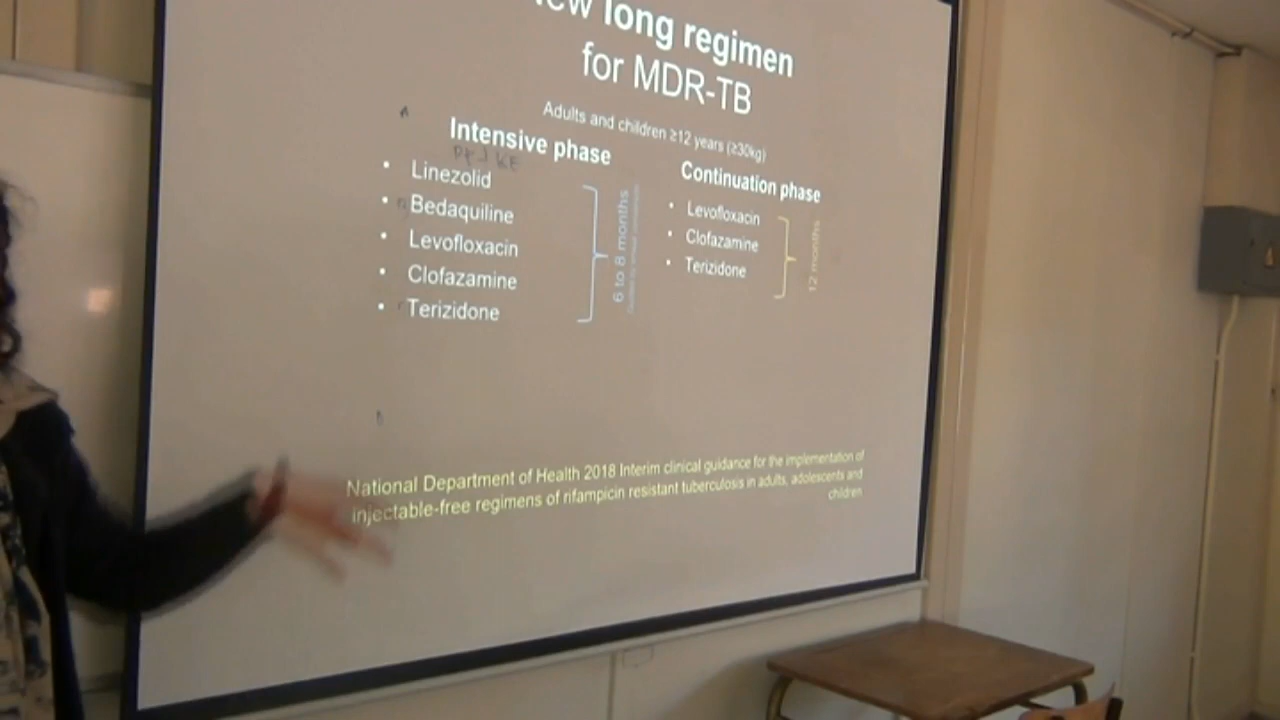 long regimen
for MDR-TB
Adults and children ≥12 years (≥30kg)
Intensive phase
• Linezolid
• Bedaquiline
• Levofloxacin
• Clofazamine
• Terizidone
6 to 8 months
Continuation phase
• Levofloxacin
• Clofazamine
• Terizidone
12 months
National Department of Health 2018 Interim clinical guidance for the implementation of
injectable-free regimens of rifampicin resistant tuberculosis in adults, adolescents and
children